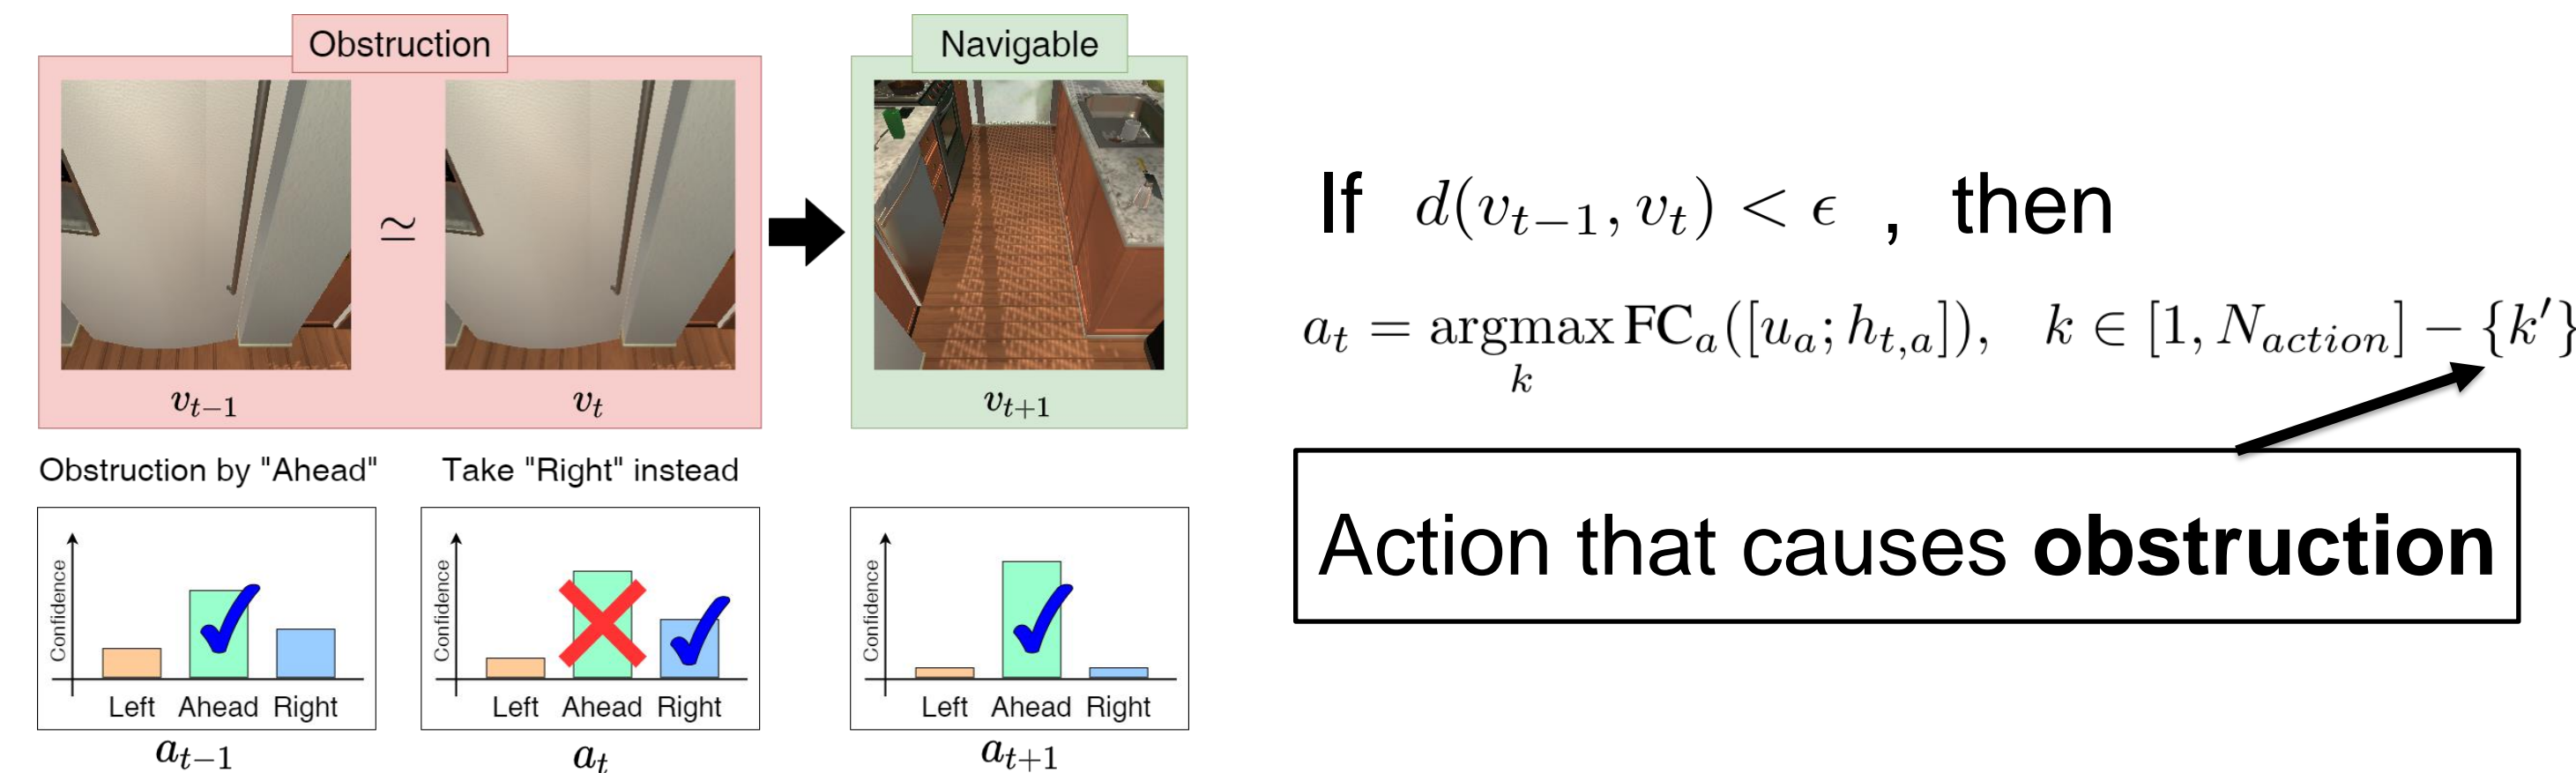 Obstruction
Navigable
≃
v_{t−1}
v_t
v_{t+1}
Obstruction by "Ahead"
Take "Right" instead
Confidence
Left Ahead Right
a_{t−1}
Confidence
Left Ahead Right
a_t
Confidence
Left Ahead Right
a_{t+1}
If d(v_{t−1}, v_t) < ϵ , then
a_t = argmax_k FC_a([u_a; h_{t,a}]), k ∈ [1, N_{action}] − {k′}
Action that causes obstruction